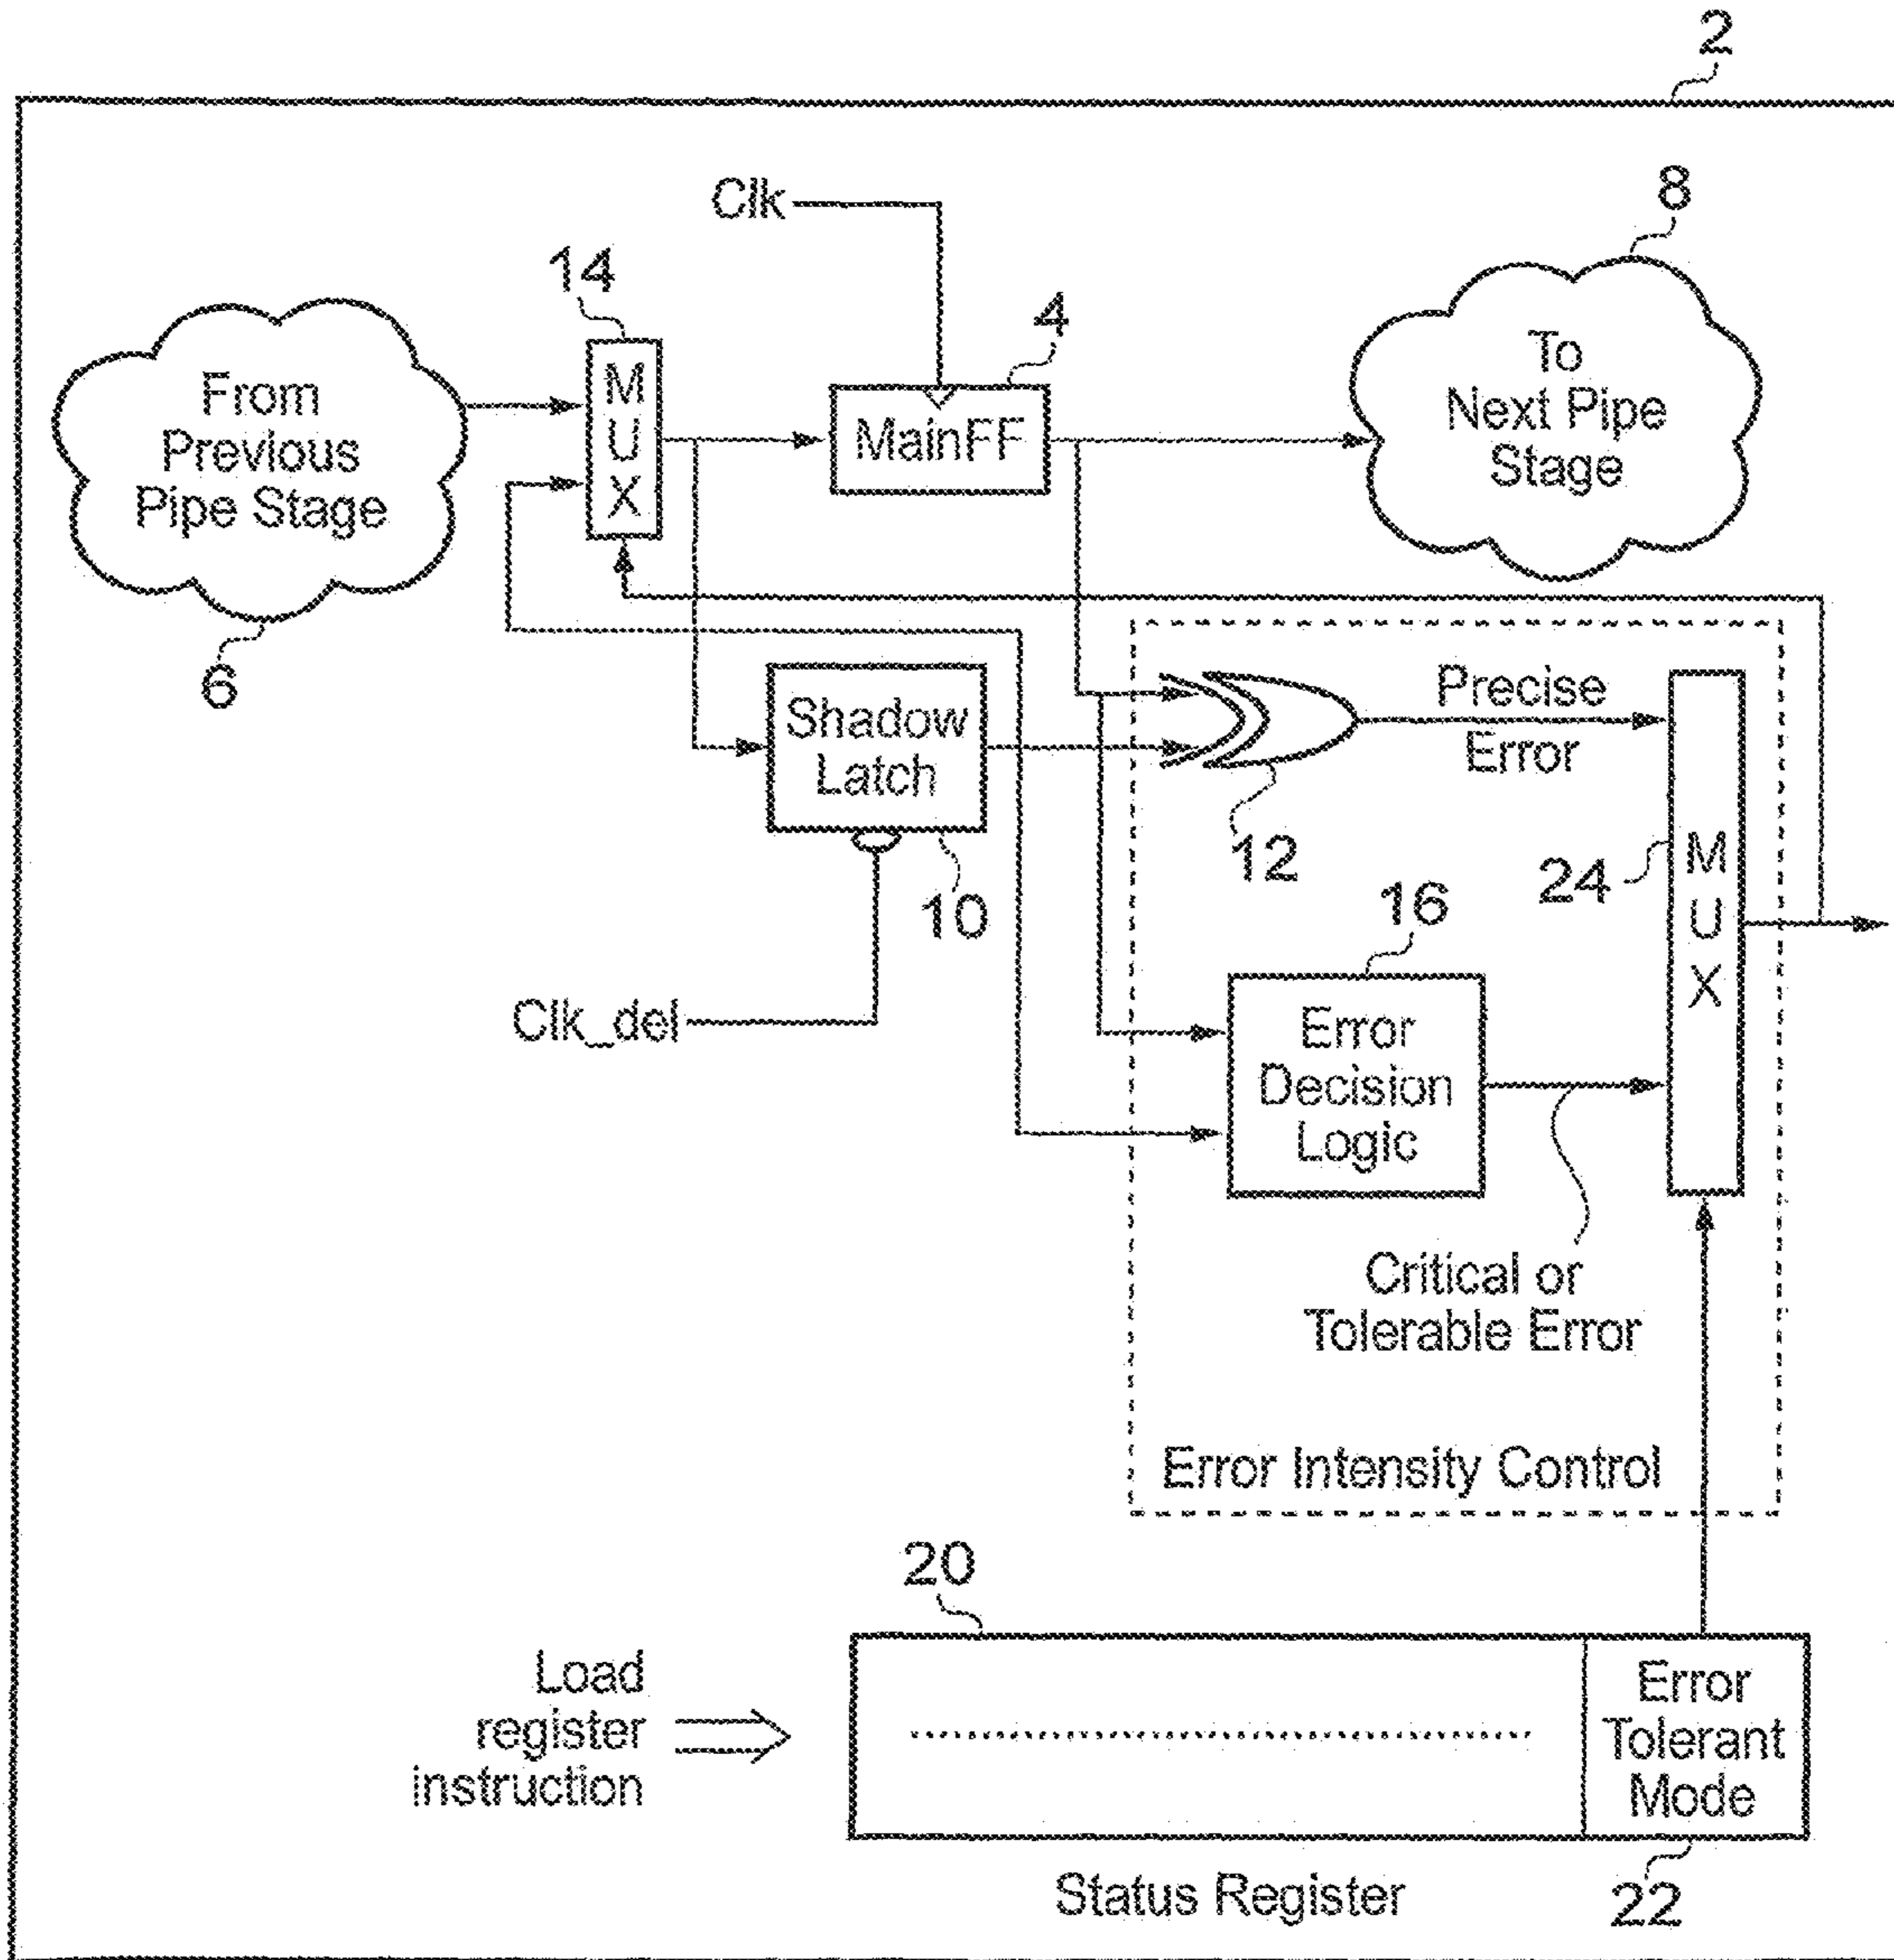 2
Clk
8
14
4
From
Previous
Pipe Stage
M
U
X
MainFF
To
Next Pipe
Stage
6
Shadow
Latch
Precise
Error
12
10
24
M
U
X
16
Clk_del
Error
Decision
Logic
Critical or
Tolerable Error
Error Intensity Control
20
Load
register
instruction
Error
Tolerant
Mode
Status Register
22